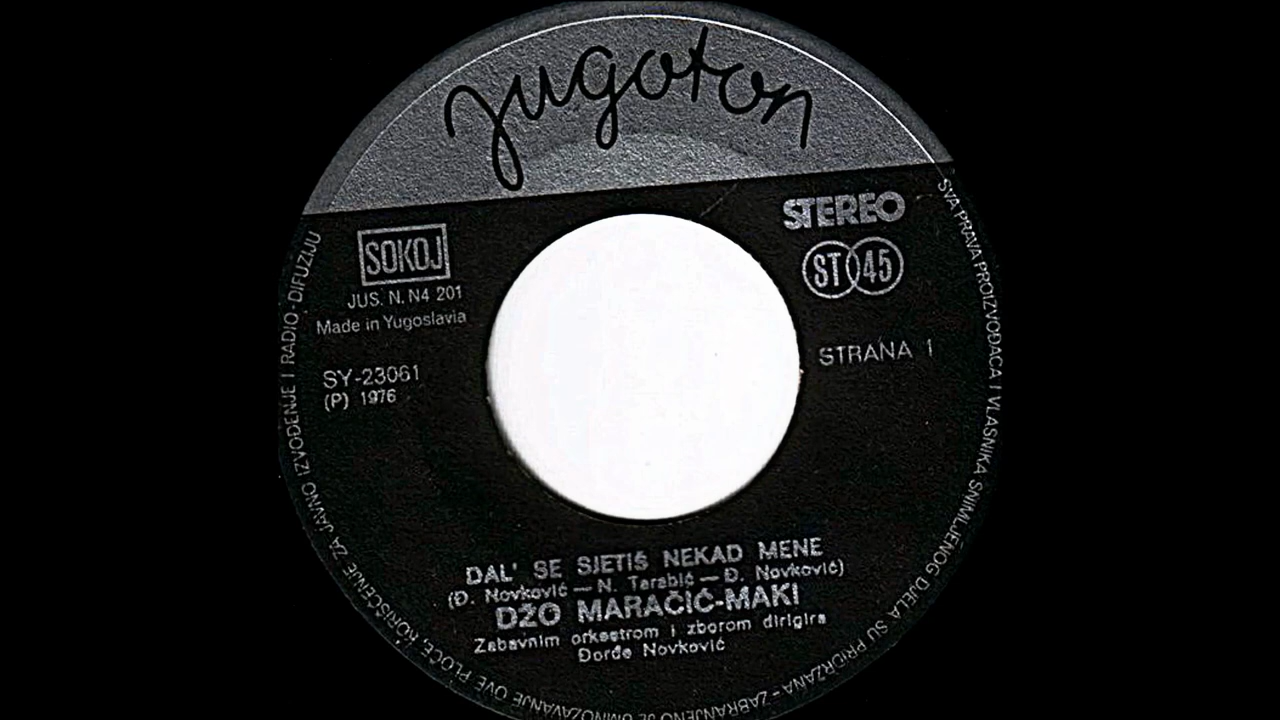 jugoton
STEREO
SOKOJ
ST 45
JUS. N. N4 201
Made in Yugoslavia
STRANA 1
SY-23061
(P) 1976
DAL' SE SJETIŠ NEKAD MENE
(Đ. Novković — N. Tarabić — Đ. Novković)
DŽO MARAČIĆ-MAKI
Zabavnim orkestrom i zborom dirigira
Đorđe Novković
SVA PRAVA PROIZVOĐAČA I VLASNIKA SNIMLJENOG DJELA SU PRIDRŽANA - ZABRANJENO JE UMNOŽAVANJE OVE PLOČE, KORIŠĆENJE ZA JAVNO IZVOĐENJE I RADIO-DIFUZIJU